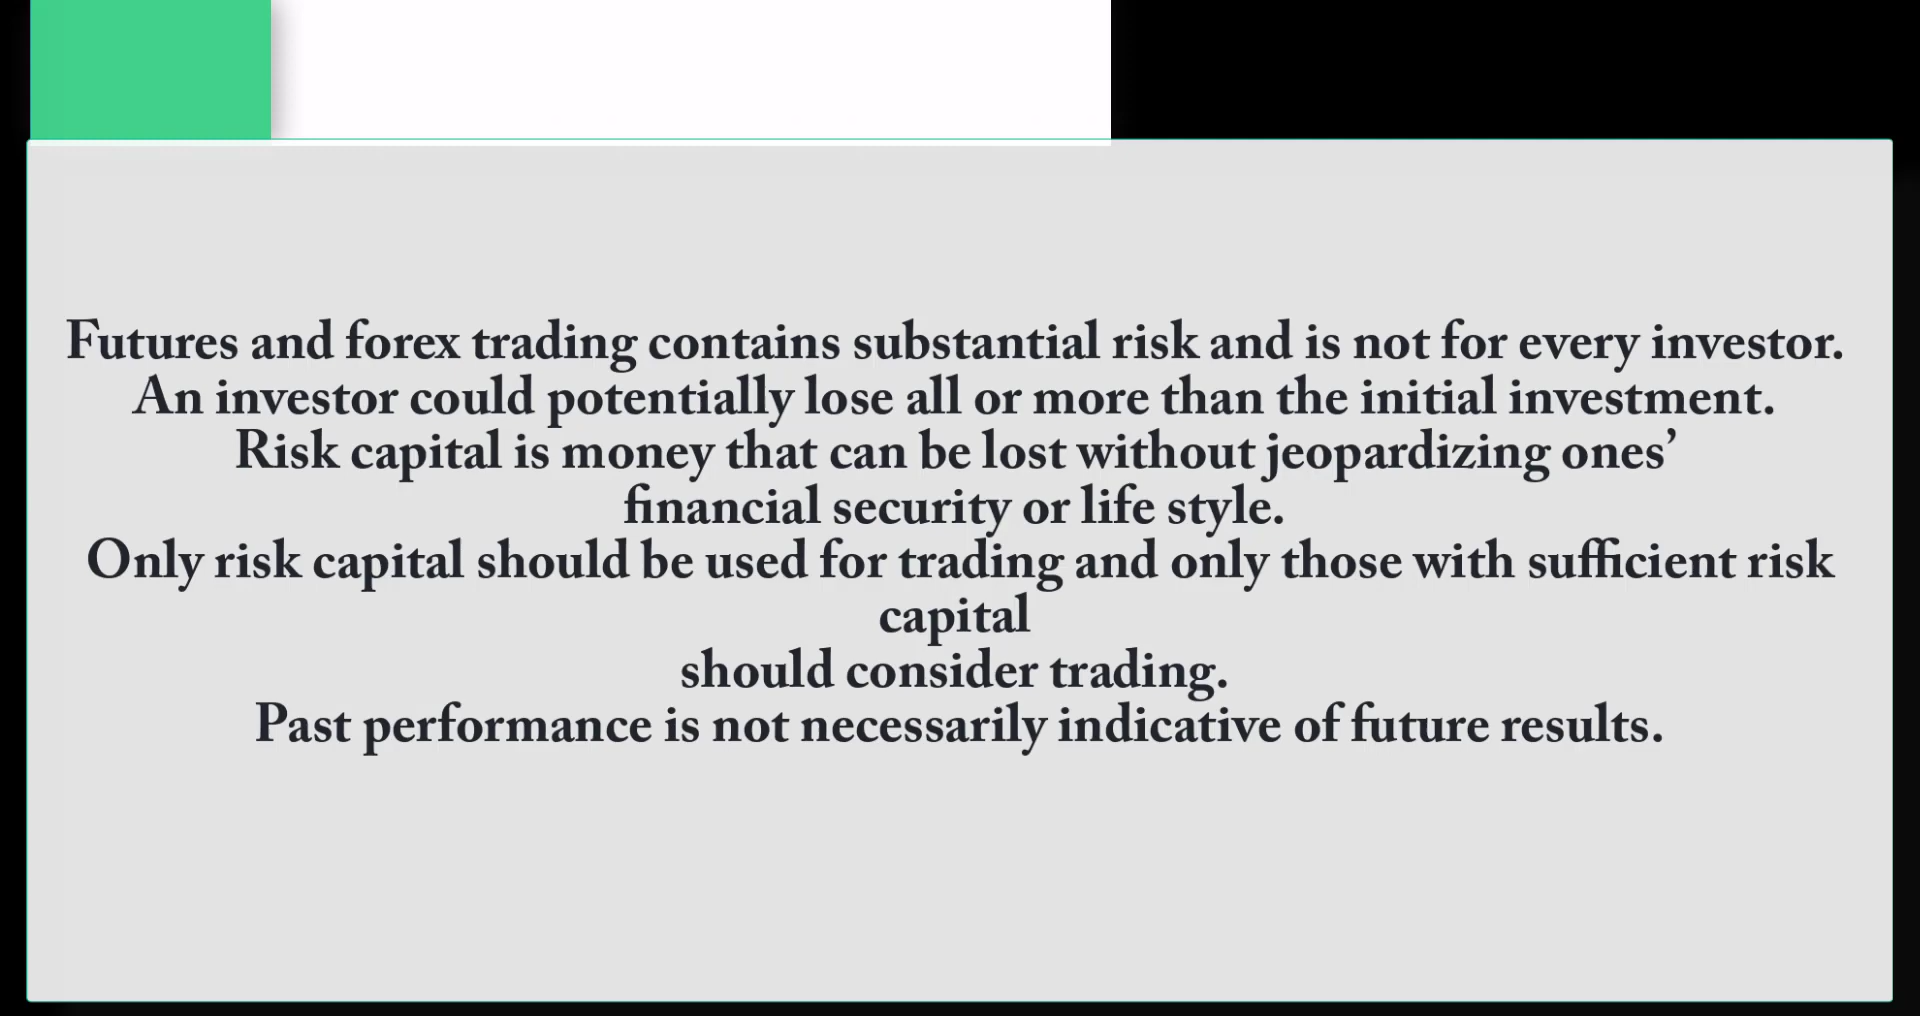 Futures and forex trading contains substantial risk and is not for every investor.
An investor could potentially lose all or more than the initial investment.
Risk capital is money that can be lost without jeopardizing ones’
financial security or life style.
Only risk capital should be used for trading and only those with sufficient risk
capital
should consider trading.
Past performance is not necessarily indicative of future results.